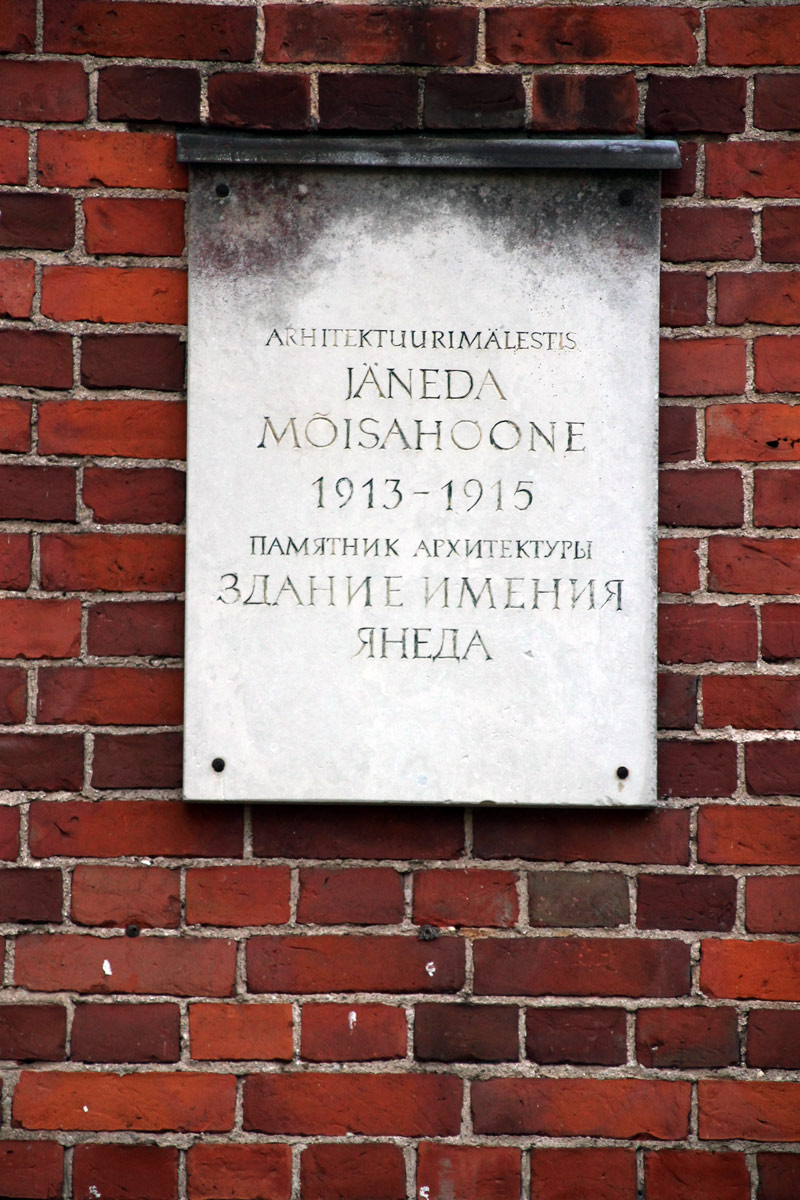 ARHITEKTUURIMÄLESTIS
JÄNEDA
MÕISAHOONE
1913-1915
ПАМЯТНИК АРХИТЕКТУРЫ
ЗДАНИЕ ИМЕНИЯ
ЯНЕДА